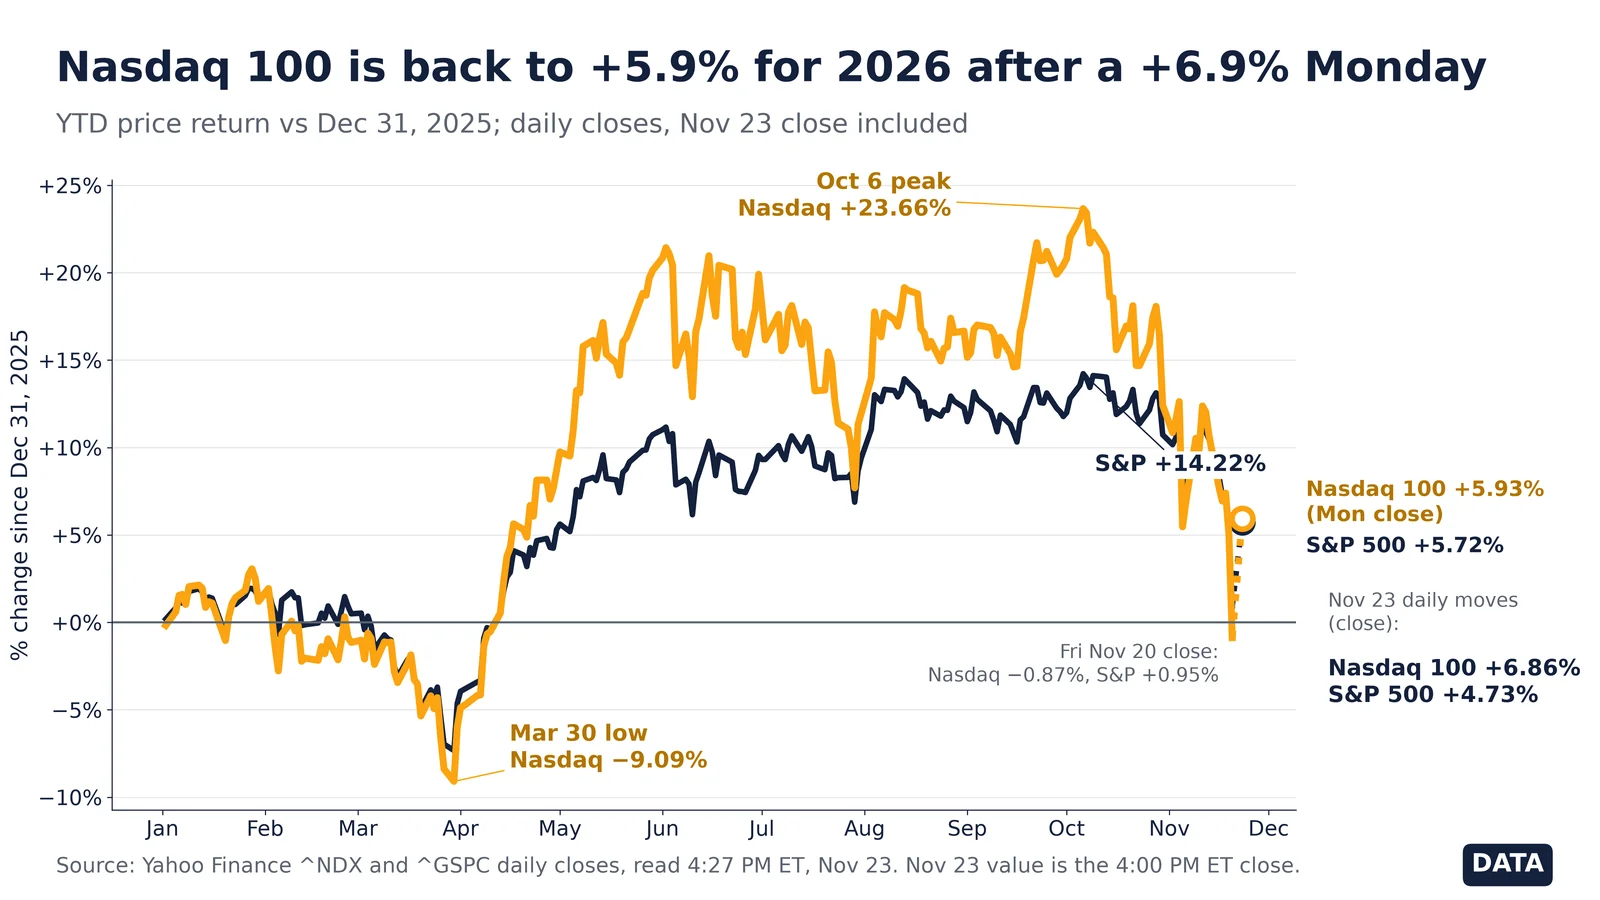 Nasdaq 100 is back to +5.9% for 2026 after a +6.9% Monday
YTD price return vs Dec 31, 2025; daily closes, Nov 23 close included
% change since Dec 31, 2025
+25%
+20%
+15%
+10%
+5%
+0%
−5%
−10%
Oct 6 peak
Nasdaq +23.66%
S&P +14.22%
Nasdaq 100 +5.93%
(Mon close)
S&P 500 +5.72%
Nov 23 daily moves
(close):
Nasdaq 100 +6.86%
S&P 500 +4.73%
Fri Nov 20 close:
Nasdaq −0.87%, S&P +0.95%
Mar 30 low
Nasdaq −9.09%
Jan Feb Mar Apr May Jun Jul Aug Sep Oct Nov Dec
Source: Yahoo Finance ^NDX and ^GSPC daily closes, read 4:27 PM ET, Nov 23. Nov 23 value is the 4:00 PM ET close.
DATA